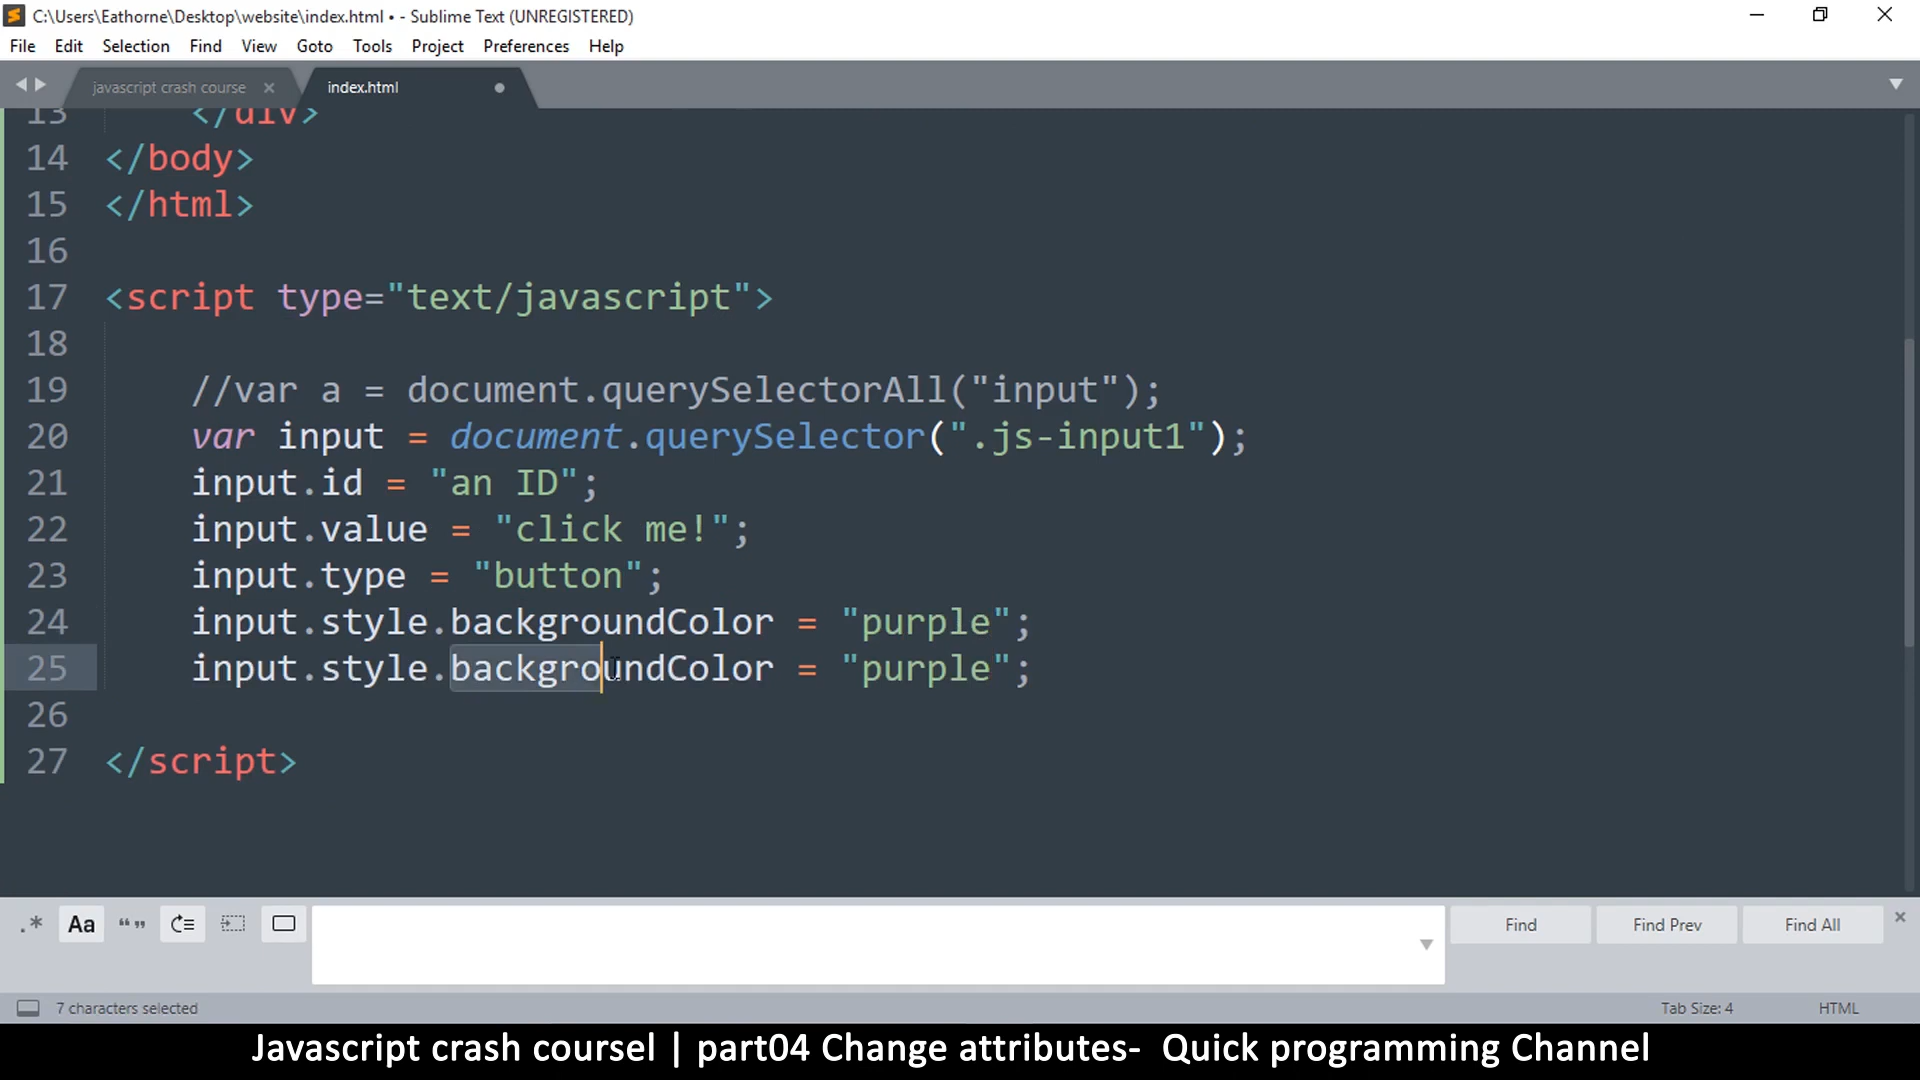 C:\Users\Eathorne\Desktop\website\index.html • - Sublime Text (UNREGISTERED)
File Edit Selection Find View Goto Tools Project Preferences Help
javascript crash course × index.html
13 </div>
14 </body>
15 </html>
16
17 <script type="text/javascript">
18
19 //var a = document.querySelectorAll("input");
20 var input = document.querySelector(".js-input1");
21 input.id = "an ID";
22 input.value = "click me!";
23 input.type = "button";
24 input.style.backgroundColor = "purple";
25 input.style.backgroundColor = "purple";
26
27 </script>
.* Aa “” Find Find Prev Find All ×
7 characters selected Tab Size: 4 HTML
Javascript crash coursel | part04 Change attributes- Quick programming Channel